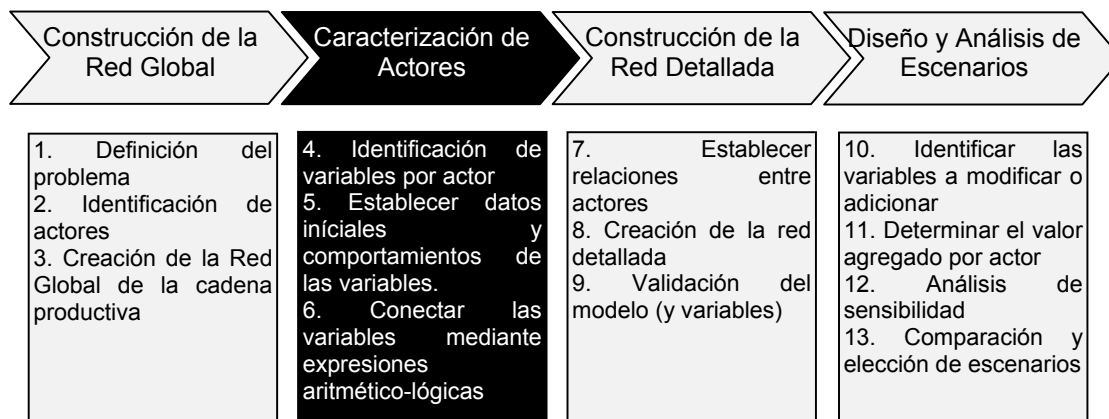 Construcción de la
Red Global
Caracterización de
Actores
Construcción de la
Red Detallada
Diseño y Análisis de
Escenarios
1. Definición del
problema
2. Identificación de
actores
3. Creación de la Red
Global de la cadena
productiva
4. Identificación de
variables por actor
5. Establecer datos
iníciales y
comportamientos de
las variables.
6. Conectar las
variables mediante
expresiones
aritmético-lógicas
7. Establecer
relaciones entre
actores
8. Creación de la red
detallada
9. Validación del
modelo (y variables)
10. Identificar las
variables a modificar o
adicionar
11. Determinar el valor
agregado por actor
12. Análisis de
sensibilidad
13. Comparación y
elección de escenarios